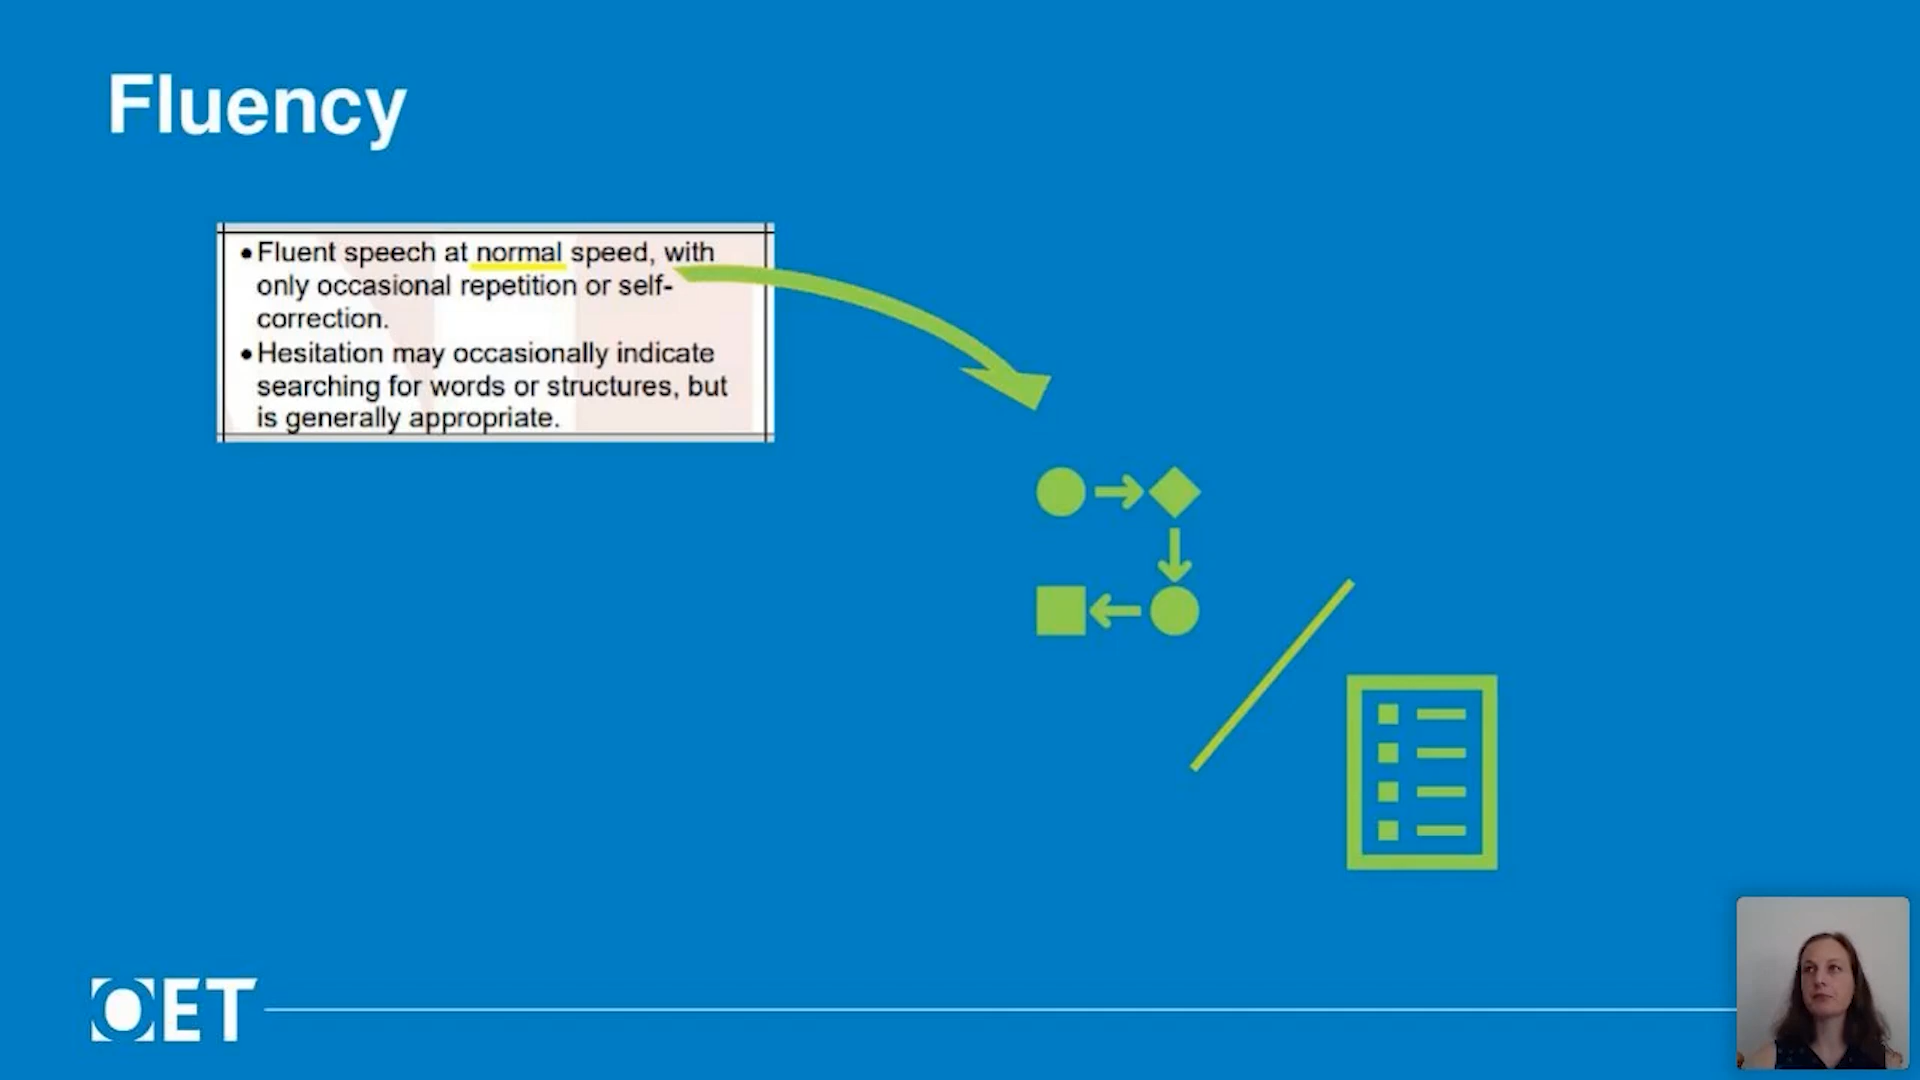 Fluency
•Fluent speech at normal speed, with
only occasional repetition or self-
correction.
•Hesitation may occasionally indicate
searching for words or structures, but
is generally appropriate.
OET